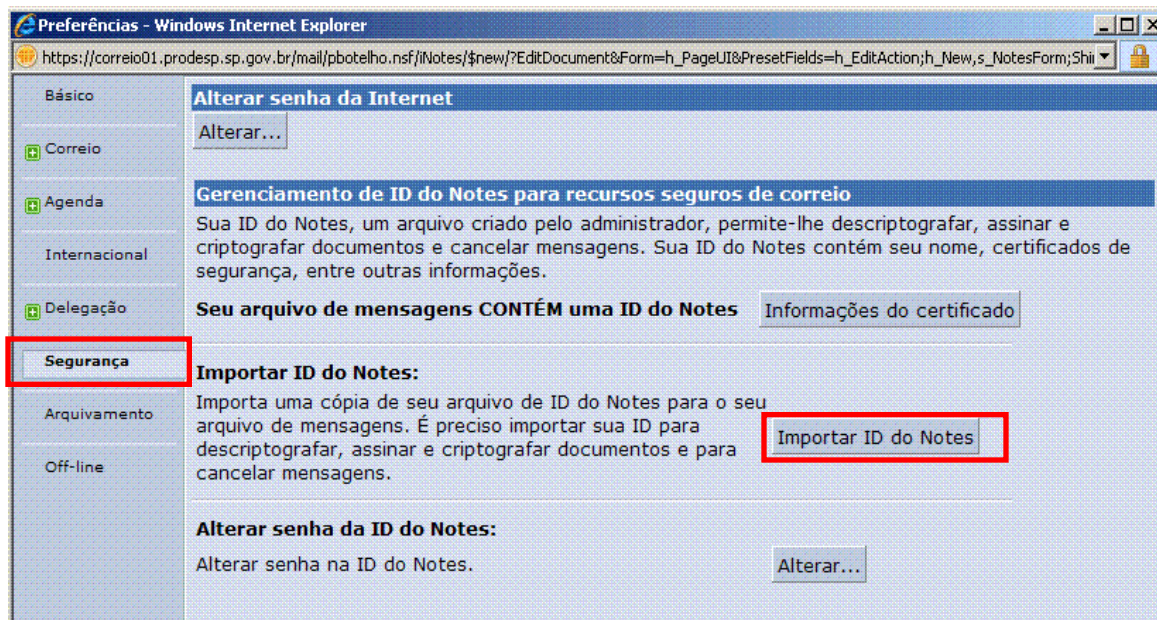 Preferências - Windows Internet Explorer
https://correio01.prodesp.sp.gov.br/mail/pbotelho.nsf/iNotes/$new/?EditDocument&Form=h_PageUI&PresetFields=h_EditAction;h_New,s_NotesForm;Shi
Básico
Correio
Agenda
Internacional
Delegação
Segurança
Arquivamento
Off-line
Alterar senha da Internet
Alterar...
Gerenciamento de ID do Notes para recursos seguros de correio
Sua ID do Notes, um arquivo criado pelo administrador, permite-lhe descriptografar, assinar e
criptografar documentos e cancelar mensagens. Sua ID do Notes contém seu nome, certificados de
segurança, entre outras informações.
Seu arquivo de mensagens CONTÉM uma ID do Notes Informações do certificado
Importar ID do Notes:
Importa uma cópia de seu arquivo de ID do Notes para o seu
arquivo de mensagens. É preciso importar sua ID para
descriptografar, assinar e criptografar documentos e para
cancelar mensagens.
Importar ID do Notes
Alterar senha da ID do Notes:
Alterar senha na ID do Notes. Alterar...